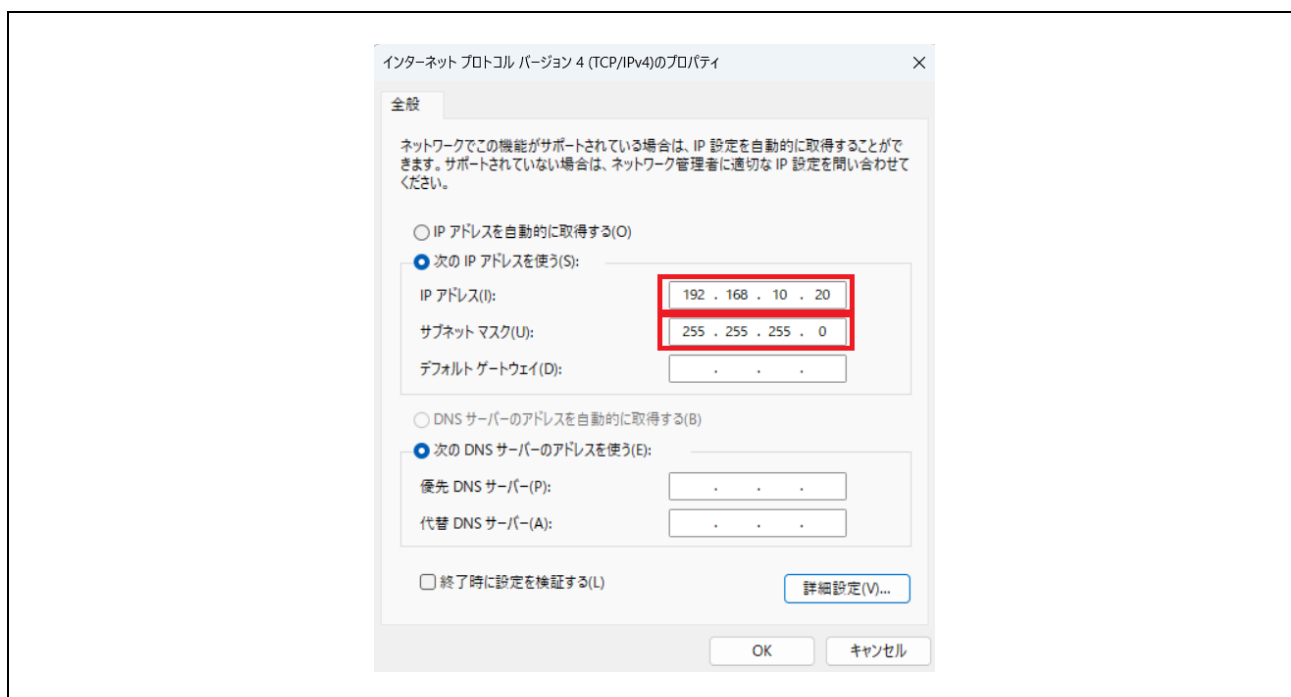 インターネット プロトコル バージョン 4 (TCP/IPv4)のプロパティ
全般
ネットワークでこの機能がサポートされている場合は、IP 設定を自動的に取得することがで
きます。サポートされていない場合は、ネットワーク管理者に適切な IP 設定を問い合わせて
ください。
IP アドレスを自動的に取得する(O)
次の IP アドレスを使う(S):
IP アドレス(I): 192 . 168 . 10 . 20
サブネット マスク(U): 255 . 255 . 255 . 0
デフォルト ゲートウェイ(D): . . .
DNS サーバーのアドレスを自動的に取得する(B)
次の DNS サーバーのアドレスを使う(E):
優先 DNS サーバー(P): . . .
代替 DNS サーバー(A): . . .
終了時に設定を検証する(L)
詳細設定(V)...
OK キャンセル